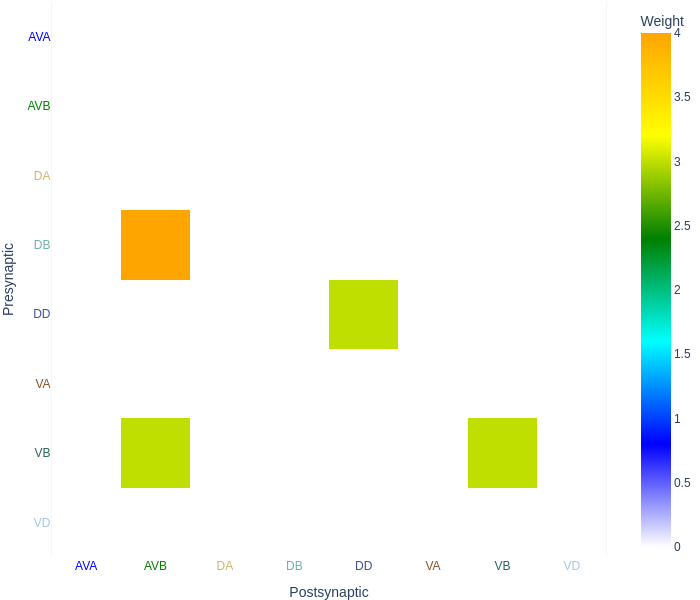 Weight
AVA
AVB
DA
DB
DD
VA
VB
VD
Presynaptic
AVA AVB DA DB DD VA VB VD
Postsynaptic
4
3.5
3
2.5
2
1.5
1
0.5
0